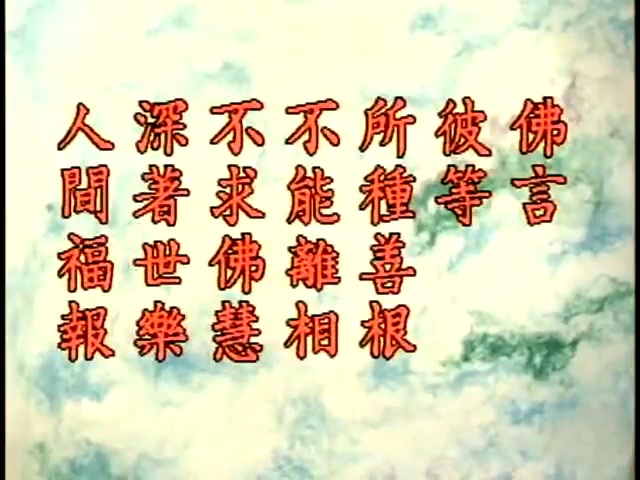 佛言
彼等
所種善根
不能離相
不求佛慧
深著世樂
人間福報